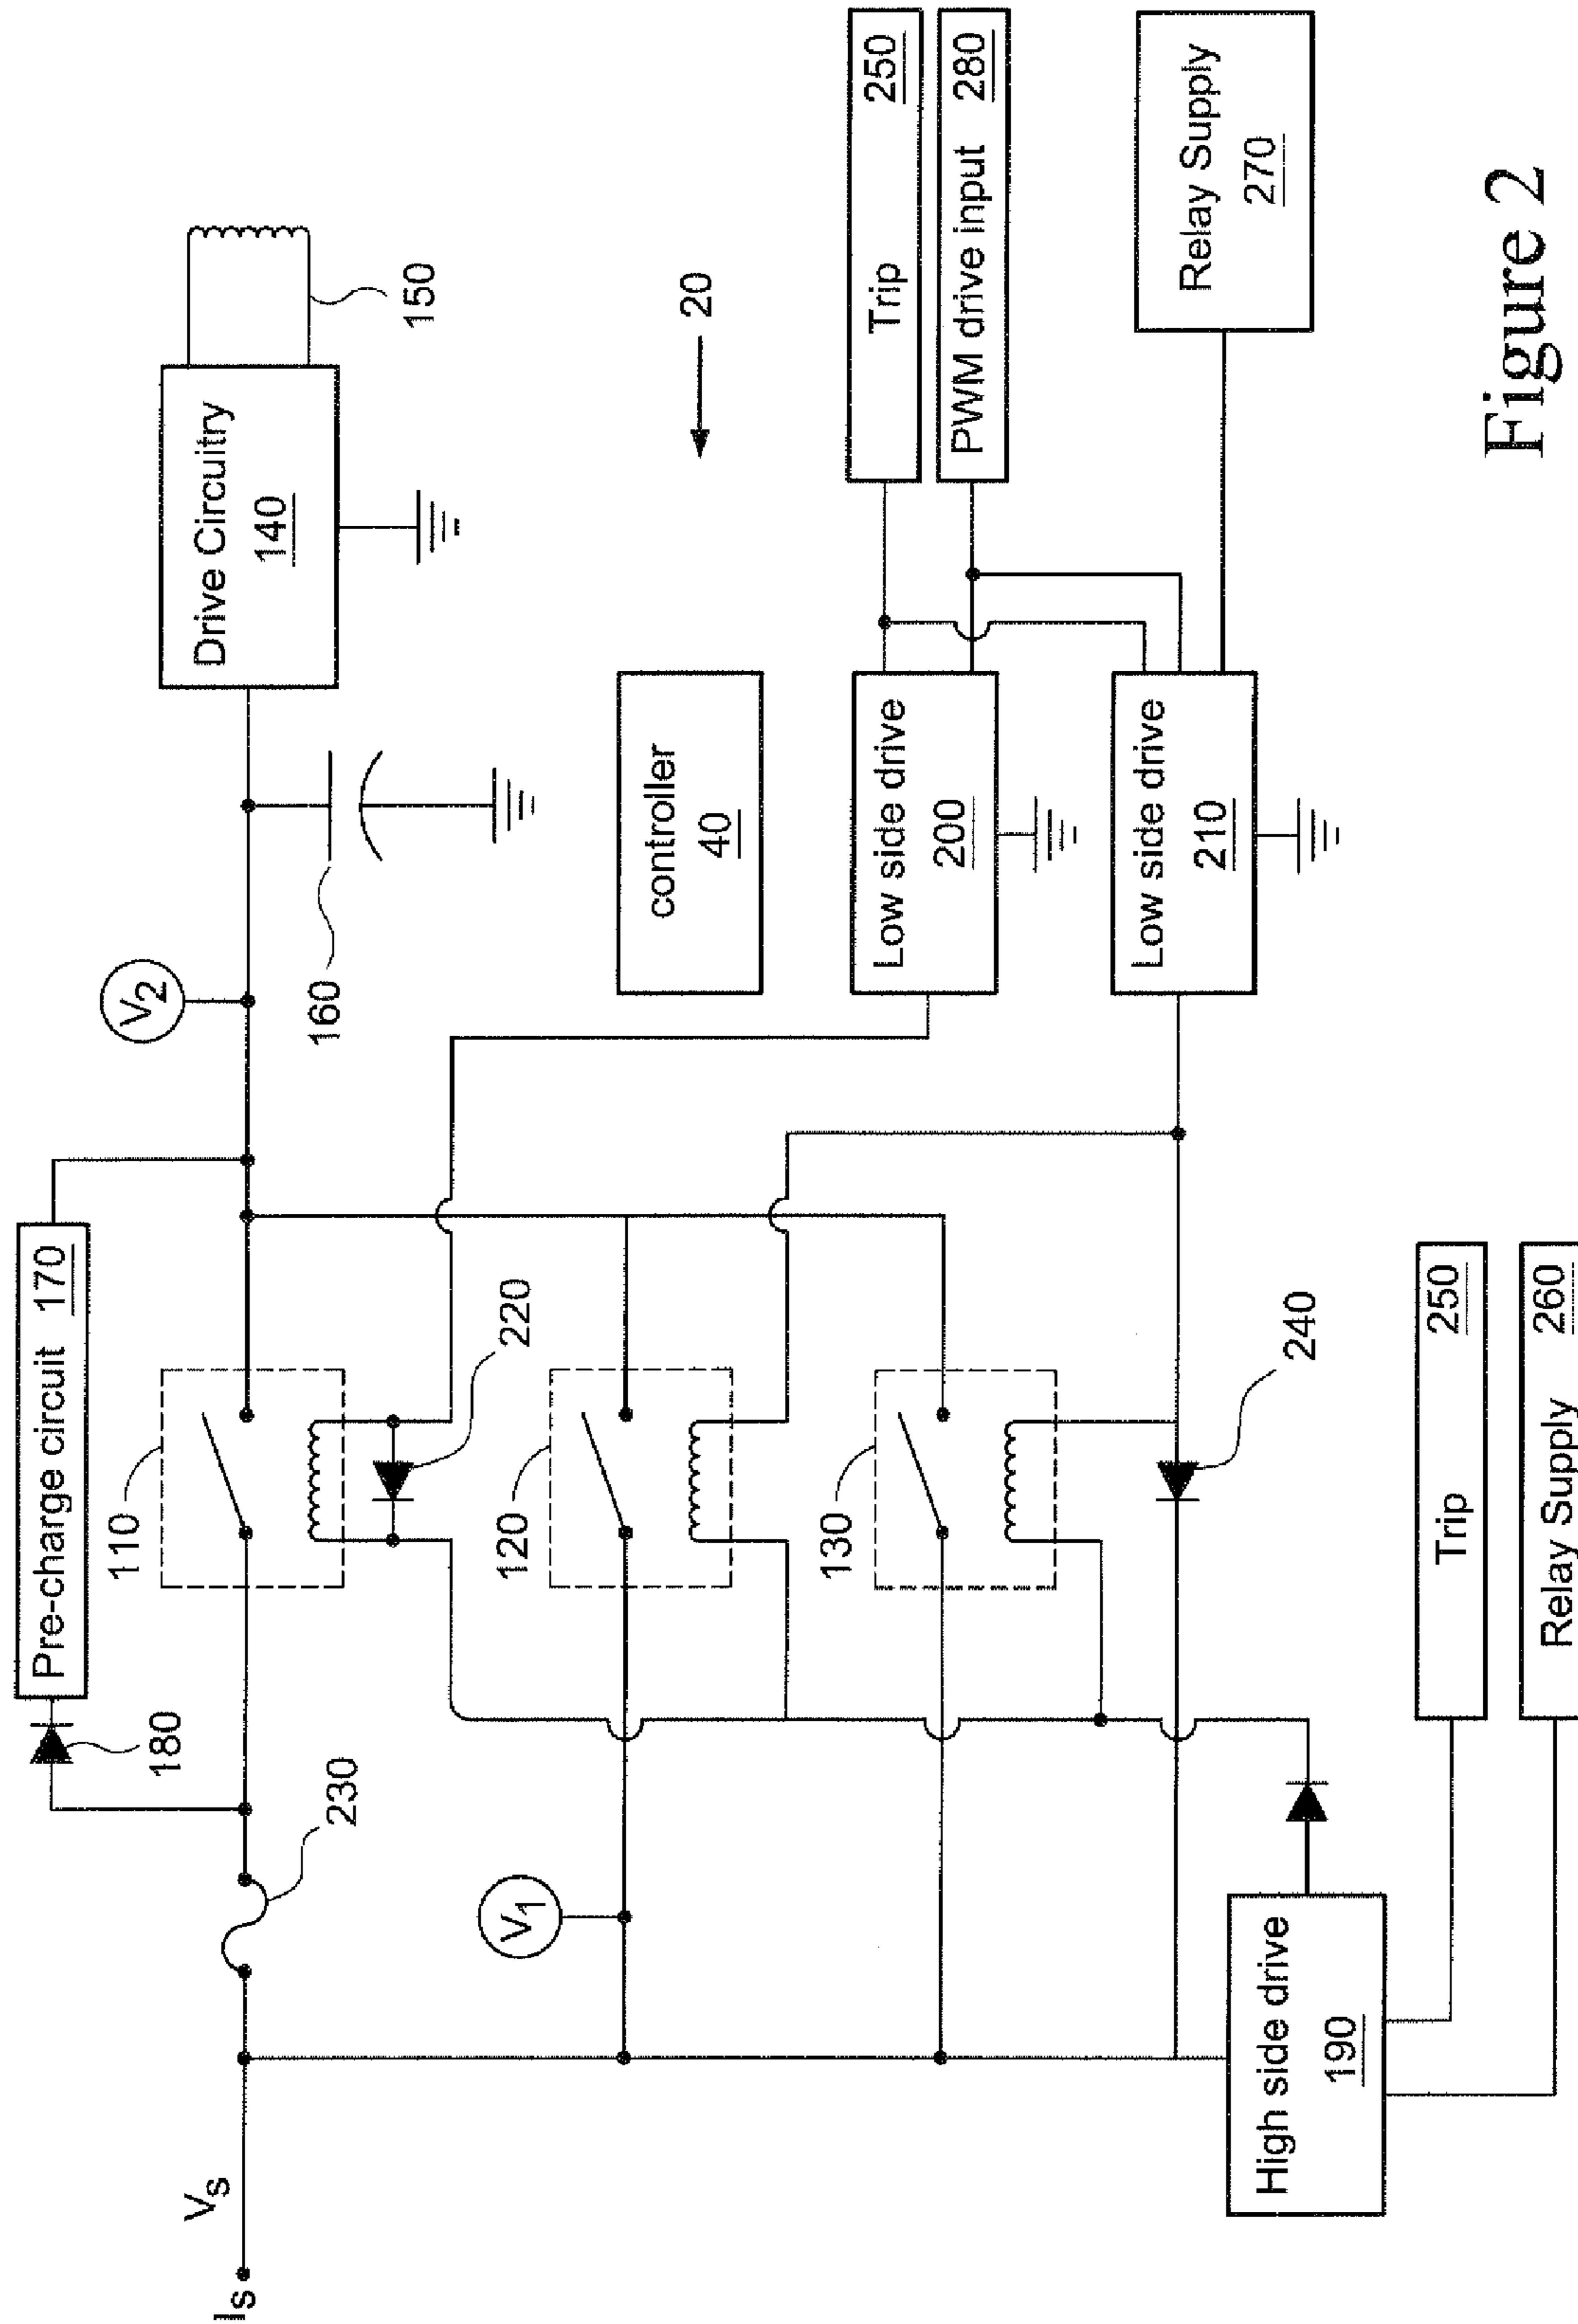 Pre-charge circuit 170
180
V2
Drive Circuitry
140
150
Vs
Is
230
110
160
220
20
V1
120
controller
40
130
Low side drive
200
Trip 250
PWM drive input 280
240
Low side drive
210
Relay Supply
270
High side drive
190
Trip 250
Relay Supply 260
Figure 2